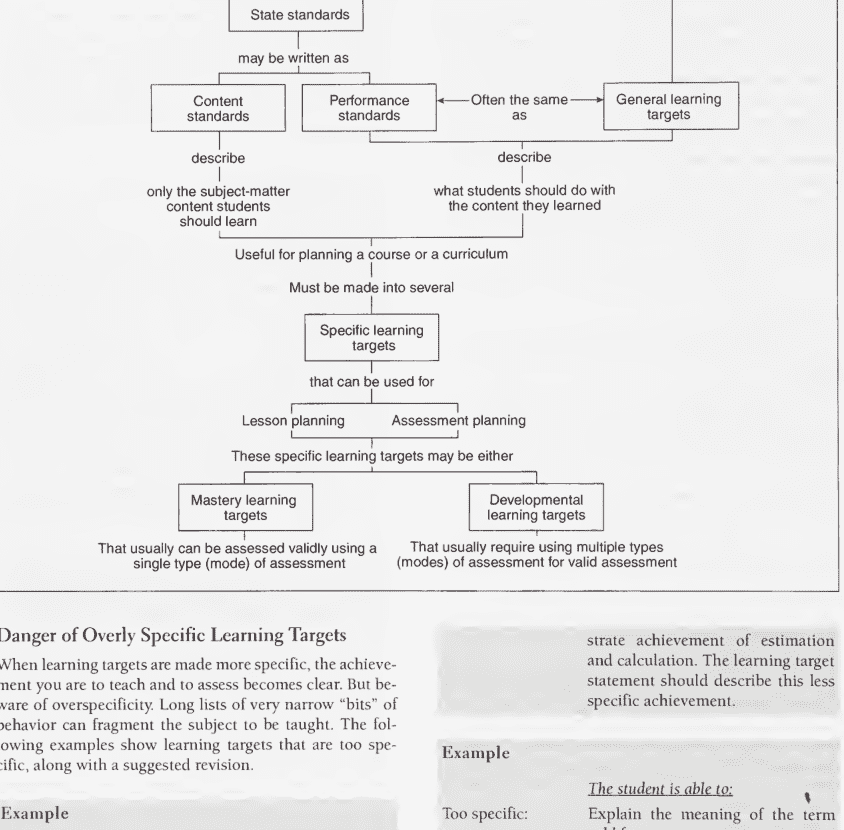 State standards
may be written as
Content
standards
Performance
standards
Often the same
as
General learning
targets
describe
only the subject-matter
content students
should learn
describe
what students should do with
the content they learned
Useful for planning a course or a curriculum
Must be made into several
Specific learning
targets
that can be used for
Lesson planning
Assessment planning
These specific learning targets may be either
Mastery learning
targets
Developmental
learning targets
That usually can be assessed validly using a
single type (mode) of assessment
That usually require using multiple types
(modes) of assessment for valid assessment
Danger of Overly Specific Learning Targets
When learning targets are made more specific, the achieve-
ment you are to teach and to assess becomes clear. But be-
ware of overspecificity. Long lists of very narrow “bits” of
behavior can fragment the subject to be taught. The fol-
lowing examples show learning targets that are too spe-
cific, along with a suggested revision.
Example
strate achievement of estimation
and calculation. The learning target
statement should describe this less
specific achievement.
Example
The student is able to:
Too specific:
Explain the meaning of the term